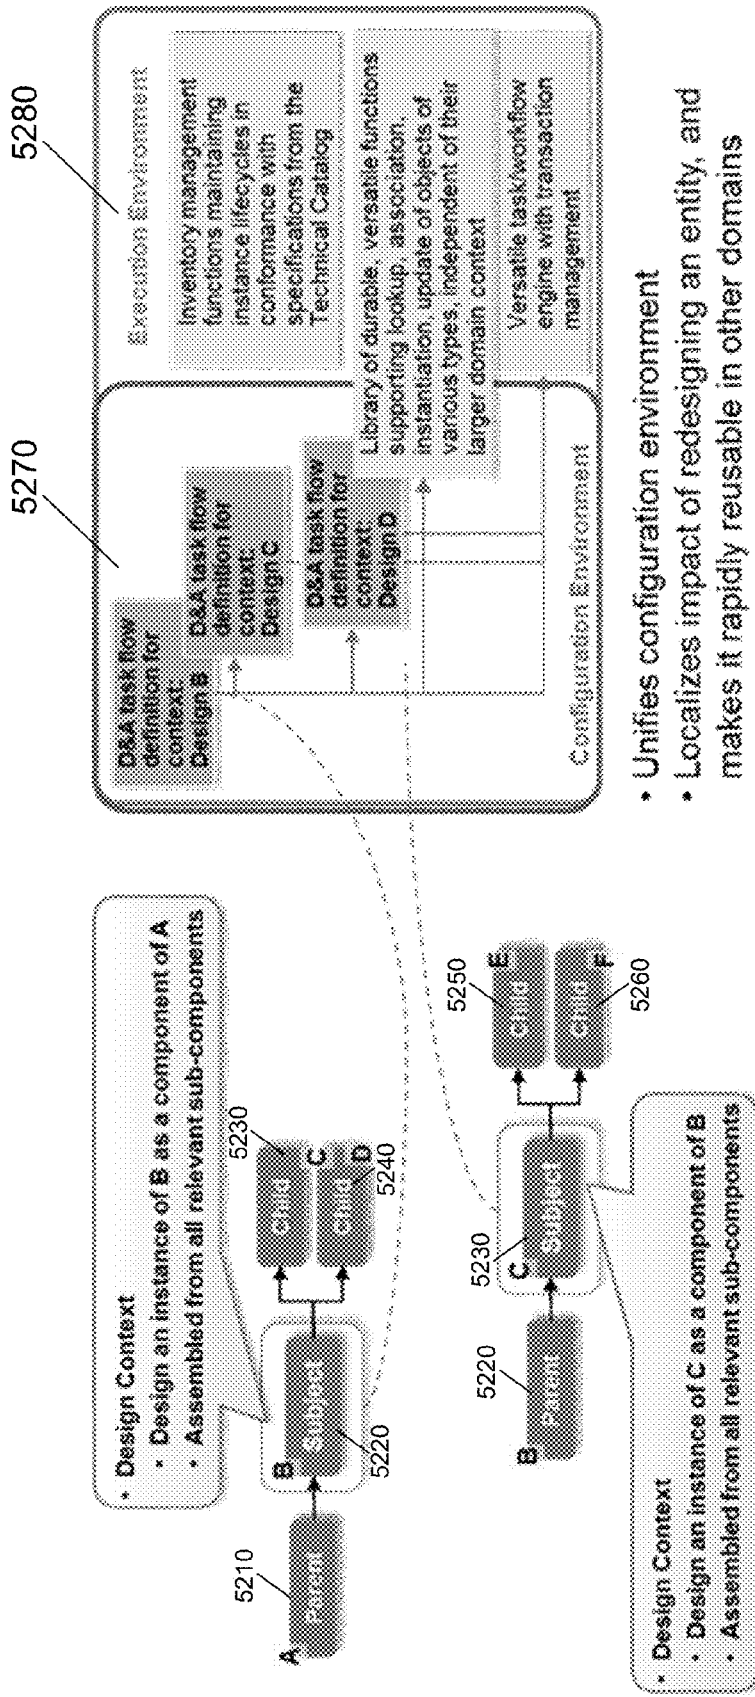 • Design Context
• Design an instance of B as a component of A
• Assembled from all relevant sub-components
5210
A
Parent
B
Subject
5220
5230
Child
C
Child
D
5240
5220
B
Parent
5230
C
Subject
5250
Child
E
Child
F
5260
• Design Context
• Design an instance of C as a component of B
• Assembled from all relevant sub-components
5270
5280
D&A task flow
definition for
context:
Design B
D&A task flow
definition for
context:
Design C
D&A task flow
definition for
context:
Design D
Configuration Environment
Execution Environment
Inventory management
functions maintaining
instance lifecycles in
conformance with
specifications from the
Technical Catalog
Library of durable, versatile functions
supporting lookup, association,
instantiation, update of objects of
various types, independent of their
larger domain context
Versatile task/workflow
engine with transaction
management
• Unifies configuration environment
• Localizes impact of redesigning an entity, and
makes it rapidly reusable in other domains